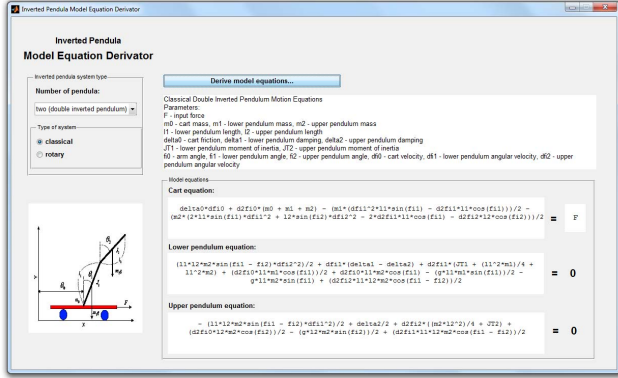 Inverted Pendula Model Equation Derivator
Inverted Pendula
Model Equation Derivator
Inverted pendula system type
Number of pendula:
two (double inverted pendulum)
Type of system
classical
rotary
Derive model equations...
Classical Double Inverted Pendulum Motion Equations
Parameters:
F - input force
m0 - cart mass, m1 - lower pendulum mass, m2 - upper pendulum mass
l1 - lower pendulum length, l2 - upper pendulum length
delta0 - cart friction, delta1 - lower pendulum damping, delta2 - upper pendulum damping
JT1 - lower pendulum moment of inertia, JT2 - upper pendulum moment of inertia
fi0 - arm angle, fi1 - lower pendulum angle, fi2 - upper pendulum angle, dfi0 - cart velocity, dfi1 - lower pendulum angular velocity, dfi2 - upper
pendulum angular velocity
Model equations
Cart equation:
delta0*dfi0 + d2fi0*(m0 + m1 + m2) - (m1*(dfi1^2*l1*sin(fi1) - d2fi1*l1*cos(fi1)))/2 -
(m2*(2*l1*sin(fi1)*dfi1^2 + l2*sin(fi2)*dfi2^2 - 2*d2fi1*l1*cos(fi1) - d2fi2*l2*cos(fi2)))/2
= F
Lower pendulum equation:
(l1*l2*m2*sin(fi1 - fi2)*dfi2^2)/2 + dfi1*(delta1 - delta2) + d2fi1*(JT1 + (l1^2*m1)/4 +
l1^2*m2) + (d2fi0*l1*m1*cos(fi1))/2 + d2fi0*l1*m2*cos(fi1) - (g*l1*m1*sin(fi1))/2 -
g*l1*m2*sin(fi1) + (d2fi2*l1*l2*m2*cos(fi1 - fi2))/2
= 0
Upper pendulum equation:
- (l1*l2*m2*sin(fi1 - fi2)*dfi1^2)/2 + delta2/2 + d2fi2*((m2*l2^2)/4 + JT2) +
(d2fi0*l2*m2*cos(fi2))/2 - (g*l2*m2*sin(fi2))/2 + (d2fi1*l1*l2*m2*cos(fi1 - fi2))/2
= 0
F